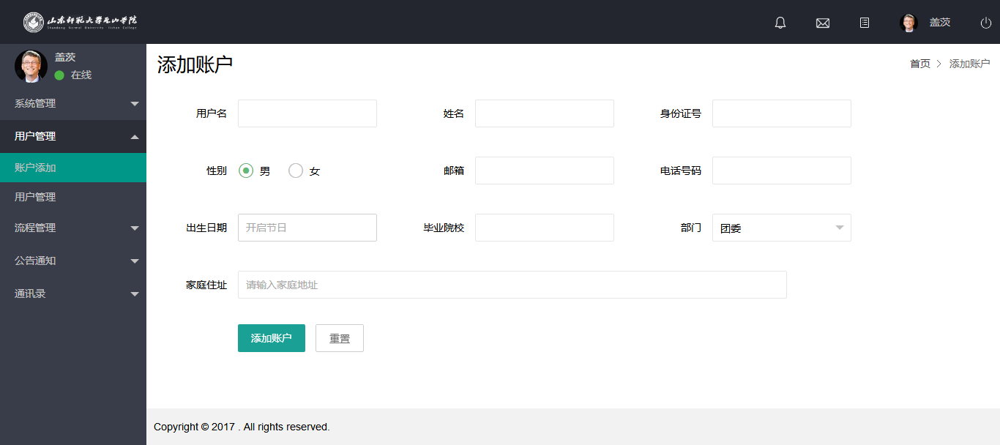 山东师范大学历山学院
Shandong Normal University · Lishan College
盖茨
盖茨
在线
系统管理
用户管理
账户添加
用户管理
流程管理
公告通知
通讯录
添加账户
首页 > 添加账户
用户名 姓名 身份证号
性别 男 女 邮箱 电话号码
出生日期 开启节日 毕业院校 部门 团委
家庭住址 请输入家庭地址
添加账户 重置
Copyright © 2017 . All rights reserved.